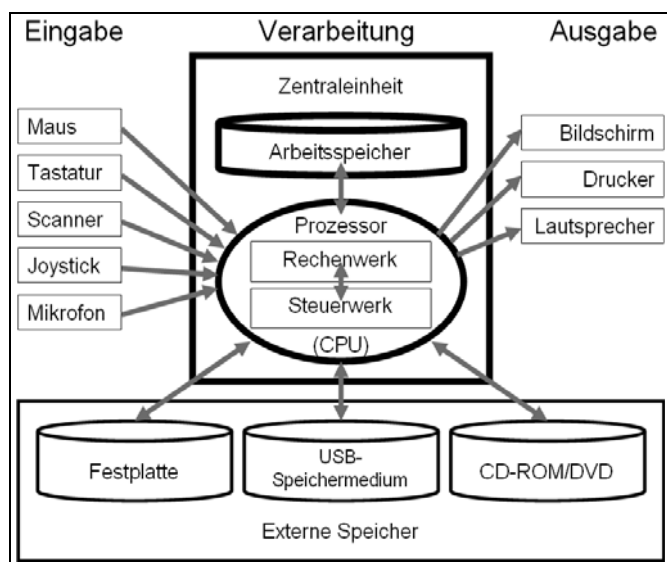 Eingabe
Verarbeitung
Ausgabe
Zentraleinheit
Arbeitsspeicher
Maus
Tastatur
Scanner
Joystick
Mikrofon
Prozessor
Rechenwerk
Steuerwerk
(CPU)
Bildschirm
Drucker
Lautsprecher
Festplatte
USB-
Speichermedium
CD-ROM/DVD
Externe Speicher